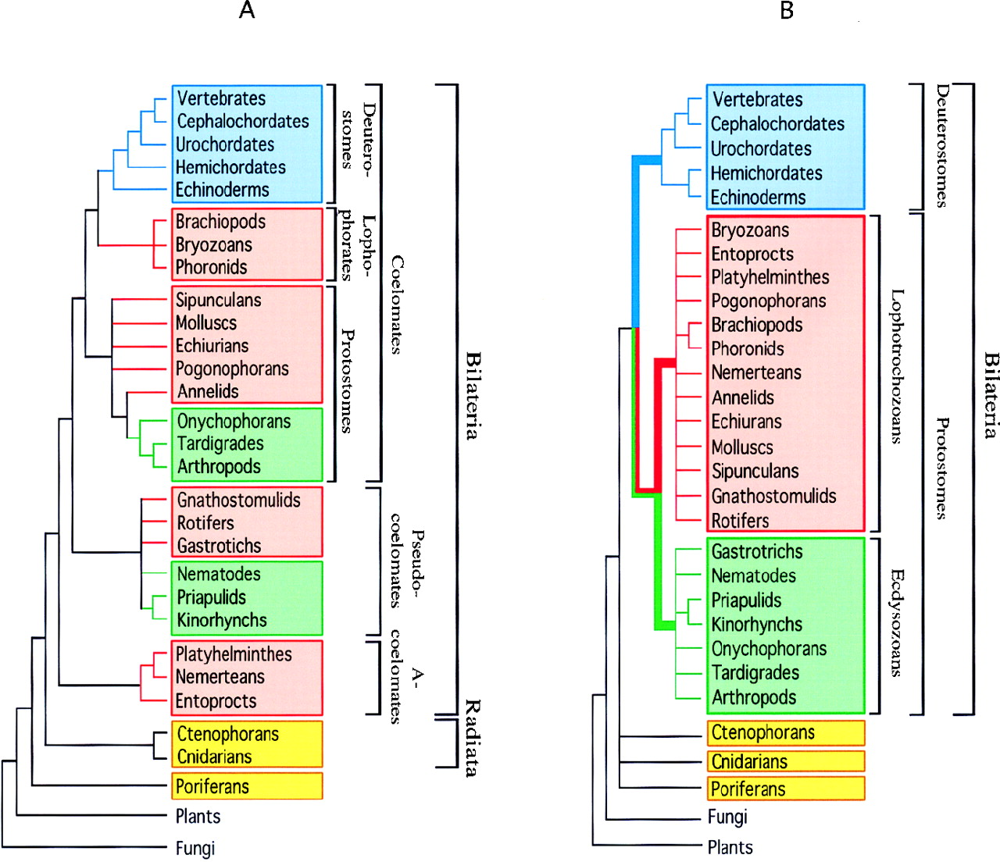 A
Vertebrates
Cephalochordates
Urochordates
Hemichordates
Echinoderms
Brachiopods
Bryozoans
Phoronids
Sipunculans
Molluscs
Echiurians
Pogonophorans
Annelids
Onychophorans
Tardigrades
Arthropods
Gnathostomulids
Rotifers
Gastrotichs
Nematodes
Priapulids
Kinorhynchs
Platyhelminthes
Nemerteans
Entoprocts
Ctenophorans
Cnidarians
Poriferans
Plants
Fungi
Deutero-
stomes
Lopho-
phorates
Protostomes
Coelomates
Pseudo-
coelomates
A-
coelomates
Bilateria
Radiata
B
Vertebrates
Cephalochordates
Urochordates
Hemichordates
Echinoderms
Bryozoans
Entoprocts
Platyhelminthes
Pogonophorans
Brachiopods
Phoronids
Nemerteans
Annelids
Echiurans
Molluscs
Sipunculans
Gnathostomulids
Rotifers
Gastrotrichs
Nematodes
Priapulids
Kinorhynchs
Onychophorans
Tardigrades
Arthropods
Ctenophorans
Cnidarians
Poriferans
Fungi
Plants
Deuterostomes
Lophotrochozoans
Ecdysozoans
Protostomes
Bilateria